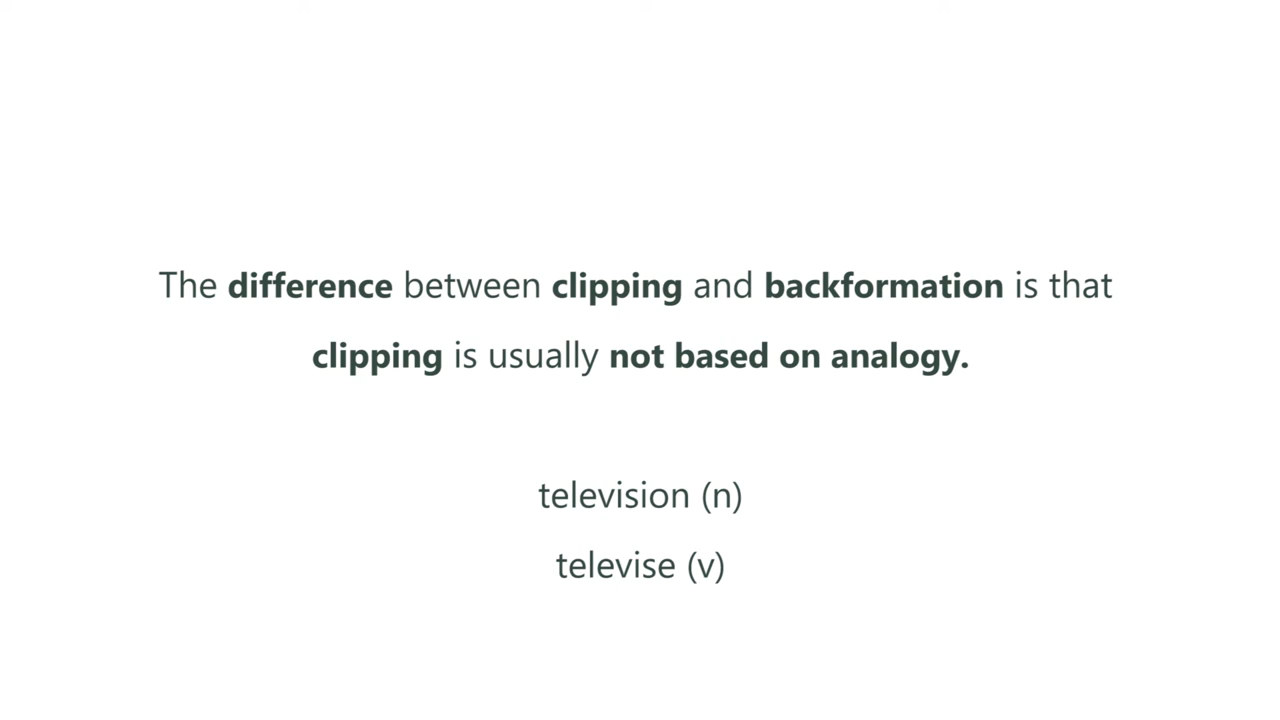 The difference between clipping and backformation is that
clipping is usually not based on analogy.
television (n)
televise (v)